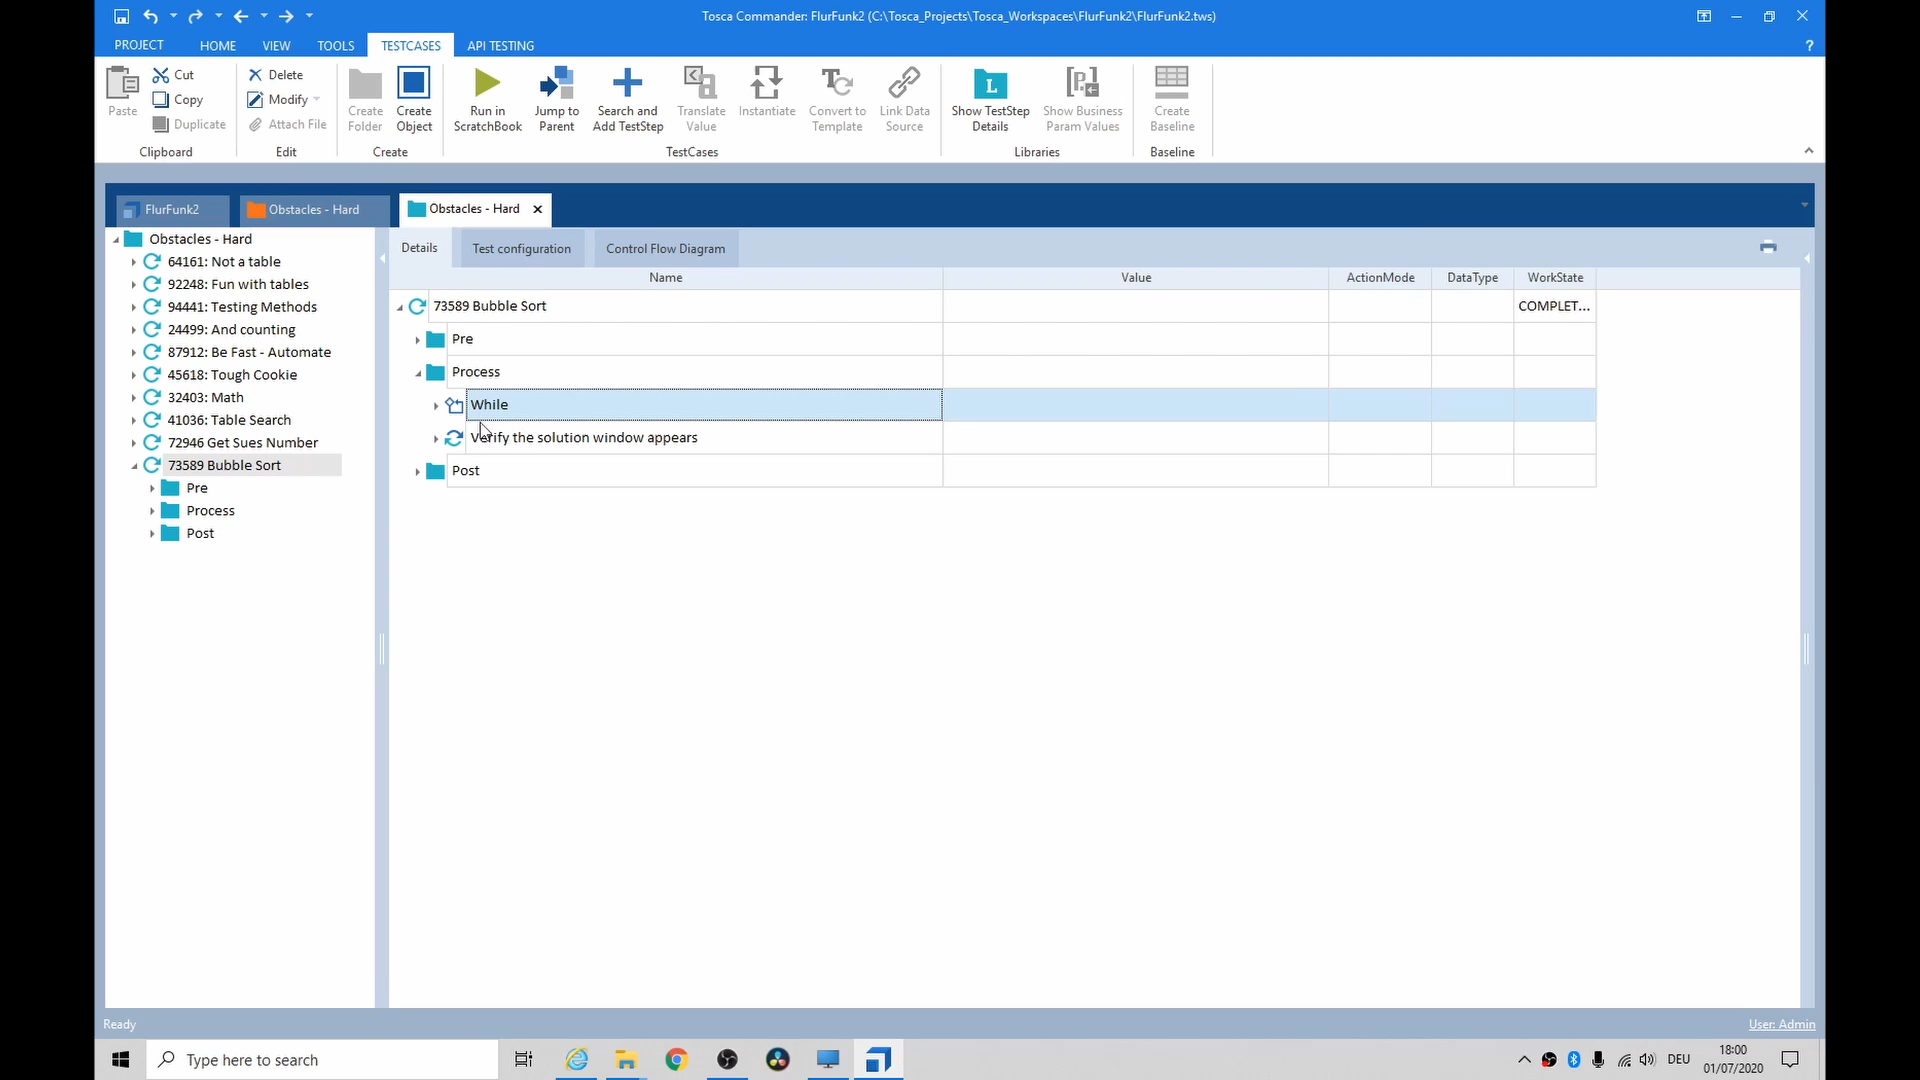 Tosca Commander: FlurFunk2 (C:\Tosca_Projects\Tosca_Workspaces\FlurFunk2\FlurFunk2.tws)
PROJECT HOME VIEW TOOLS TESTCASES API TESTING ?
Paste Cut Copy Duplicate
Clipboard
Delete Modify Attach File
Edit
Create Folder Create Object
Create
Run in ScratchBook Jump to Parent Search and Add TestStep Translate Value Instantiate Convert to Template Link Data Source
TestCases
Show TestStep Details Show Business Param Values
Libraries
Create Baseline
Baseline
FlurFunk2 Obstacles - Hard Obstacles - Hard
Obstacles - Hard
64161: Not a table
92248: Fun with tables
94441: Testing Methods
24499: And counting
87912: Be Fast - Automate
45618: Tough Cookie
32403: Math
41036: Table Search
72946 Get Sues Number
73589 Bubble Sort
Pre
Process
Post
Details Test configuration Control Flow Diagram
Name Value ActionMode DataType WorkState
73589 Bubble Sort COMPLET...
Pre
Process
While
Verify the solution window appears
Post
Ready User: Admin
Type here to search DEU 18:00
01/07/2020